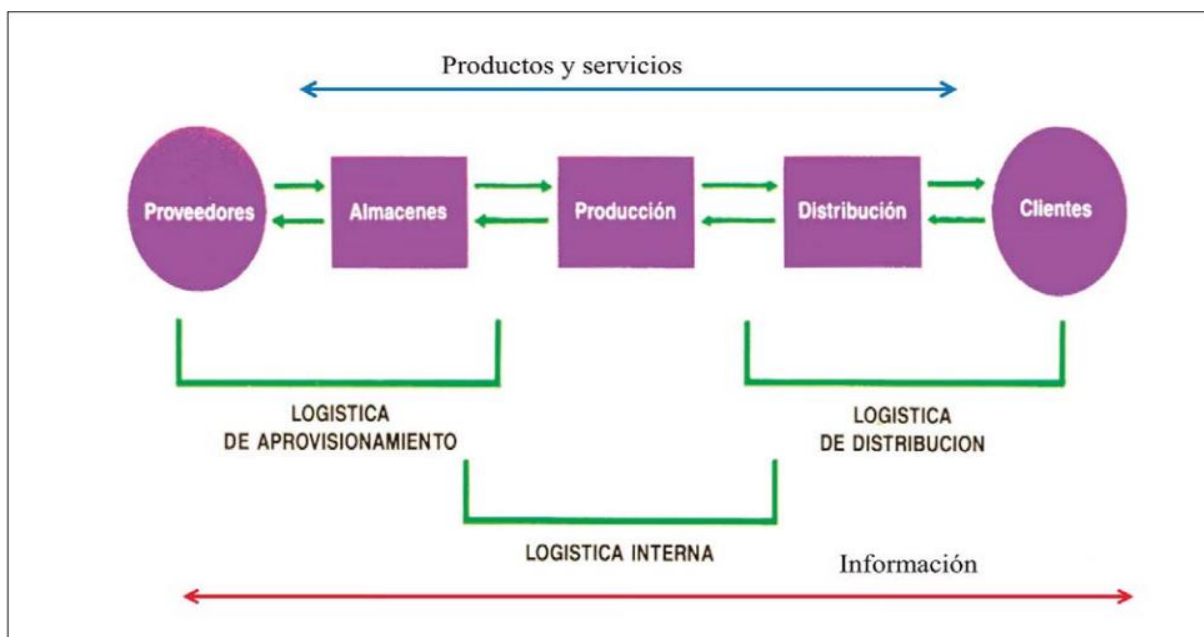 Productos y servicios
Proveedores
Almacenes
Producción
Distribución
Clientes
LOGISTICA
DE APROVISIONAMIENTO
LOGISTICA
DE DISTRIBUCION
LOGISTICA INTERNA
Información